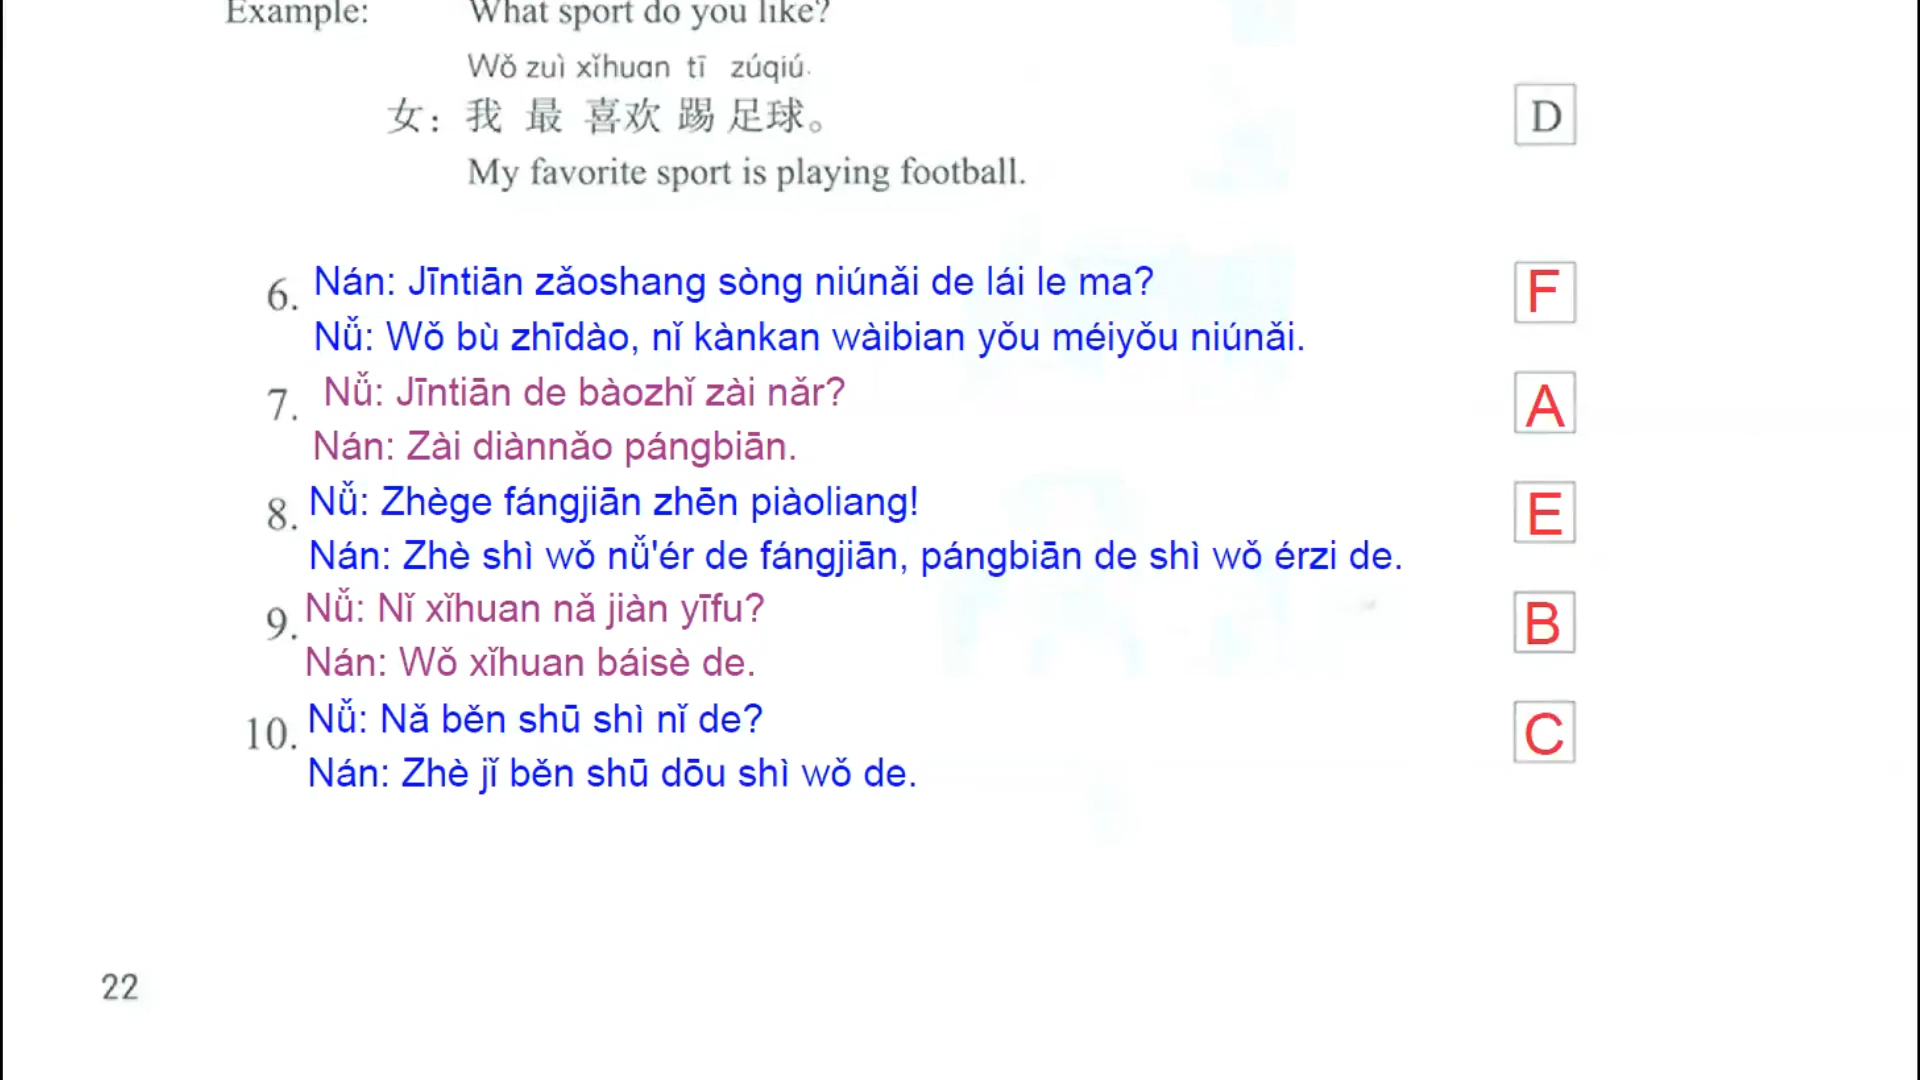 Example: What sport do you like?
Wǒ zuì xǐhuan tī zúqiú.
女：我 最 喜欢 踢 足球。 D
My favorite sport is playing football.
6. Nán: Jīntiān zǎoshang sòng niúnǎi de lái le ma? F
Nǚ: Wǒ bù zhīdào, nǐ kànkan wàibian yǒu méiyǒu niúnǎi.
7. Nǚ: Jīntiān de bàozhǐ zài nǎr? A
Nán: Zài diànnǎo pángbiān.
8. Nǚ: Zhège fángjiān zhēn piàoliang! E
Nán: Zhè shì wǒ nǚ'ér de fángjiān, pángbiān de shì wǒ érzi de.
9. Nǚ: Nǐ xǐhuan nǎ jiàn yīfu? B
Nán: Wǒ xǐhuan báisè de.
10. Nǚ: Nǎ běn shū shì nǐ de? C
Nán: Zhè jǐ běn shū dōu shì wǒ de.
22